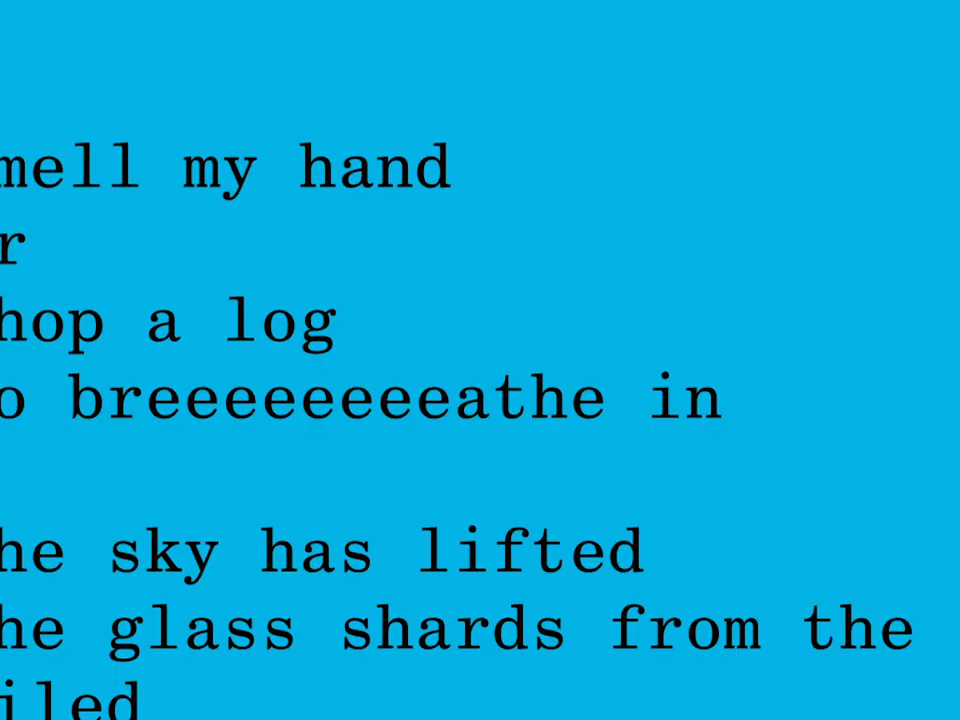 mell my hand
r
hop a log
o breeeeeeeeathe in
he sky has lifted
he glass shards from the
iled